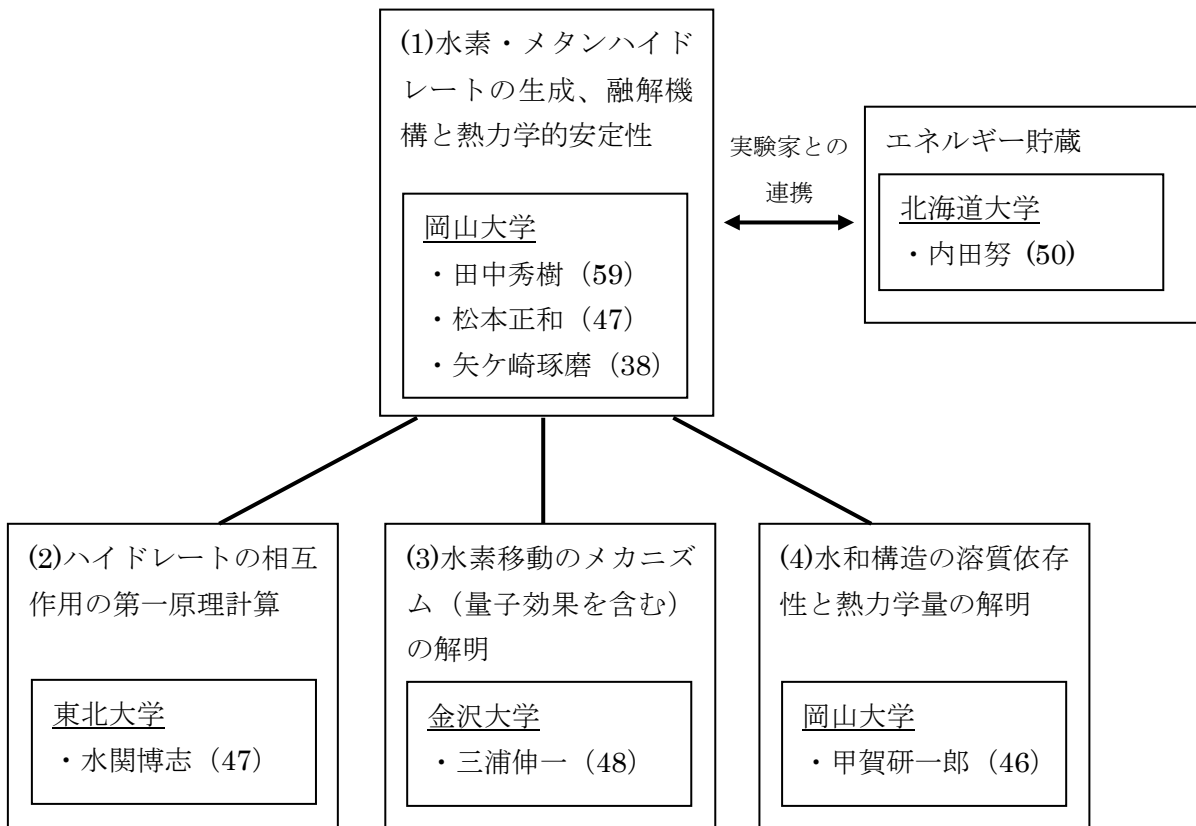 (1)水素・メタンハイド
レートの生成、融解機
構と熱力学的安定性
岡山大学
・田中秀樹（59）
・松本正和（47）
・矢ケ崎琢磨（38）
実験家との
連携
エネルギー貯蔵
北海道大学
・内田努 (50)
(2)ハイドレートの相互
作用の第一原理計算
東北大学
・水関博志（47）
(3)水素移動のメカニズ
ム（量子効果を含む）
の解明
金沢大学
・三浦伸一（48）
(4)水和構造の溶質依存
性と熱力学量の解明
岡山大学
・甲賀研一郎（46）